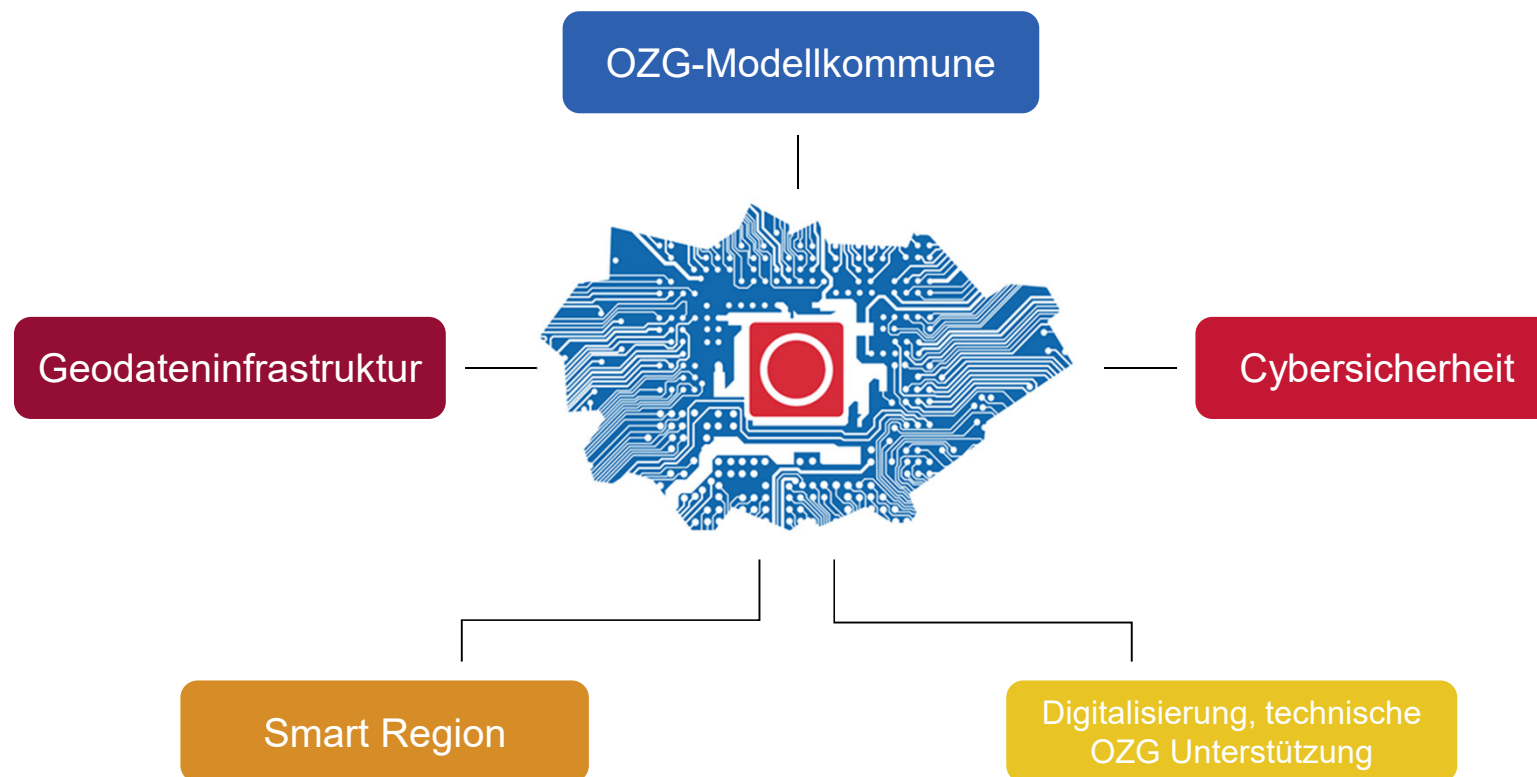 OZG-Modellkommune
Geodateninfrastruktur
Cybersicherheit
Smart Region
Digitalisierung, technische
OZG Unterstützung